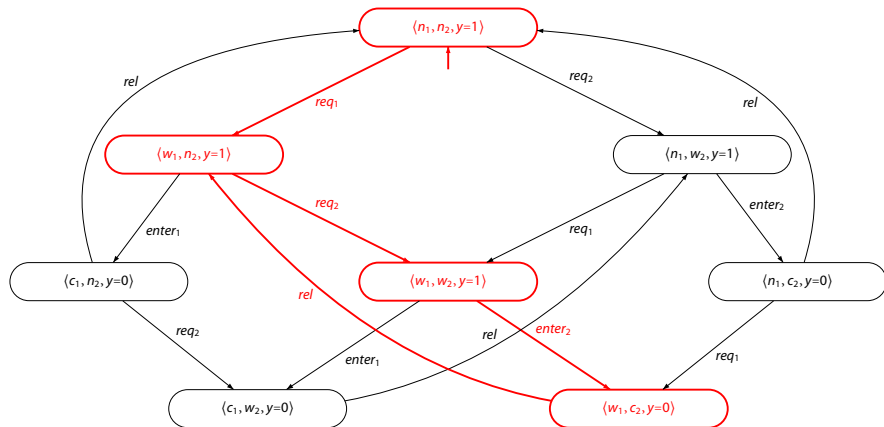 ⟨n₁, n₂, y=1⟩
req₂
rel
rel
req₁
⟨w₁, n₂, y=1⟩
⟨n₁, w₂, y=1⟩
req₂
enter₂
enter₁
req₁
⟨c₁, n₂, y=0⟩
⟨w₁, w₂, y=1⟩
⟨n₁, c₂, y=0⟩
rel
rel
enter₂
req₂
enter₁
req₁
⟨c₁, w₂, y=0⟩
⟨w₁, c₂, y=0⟩